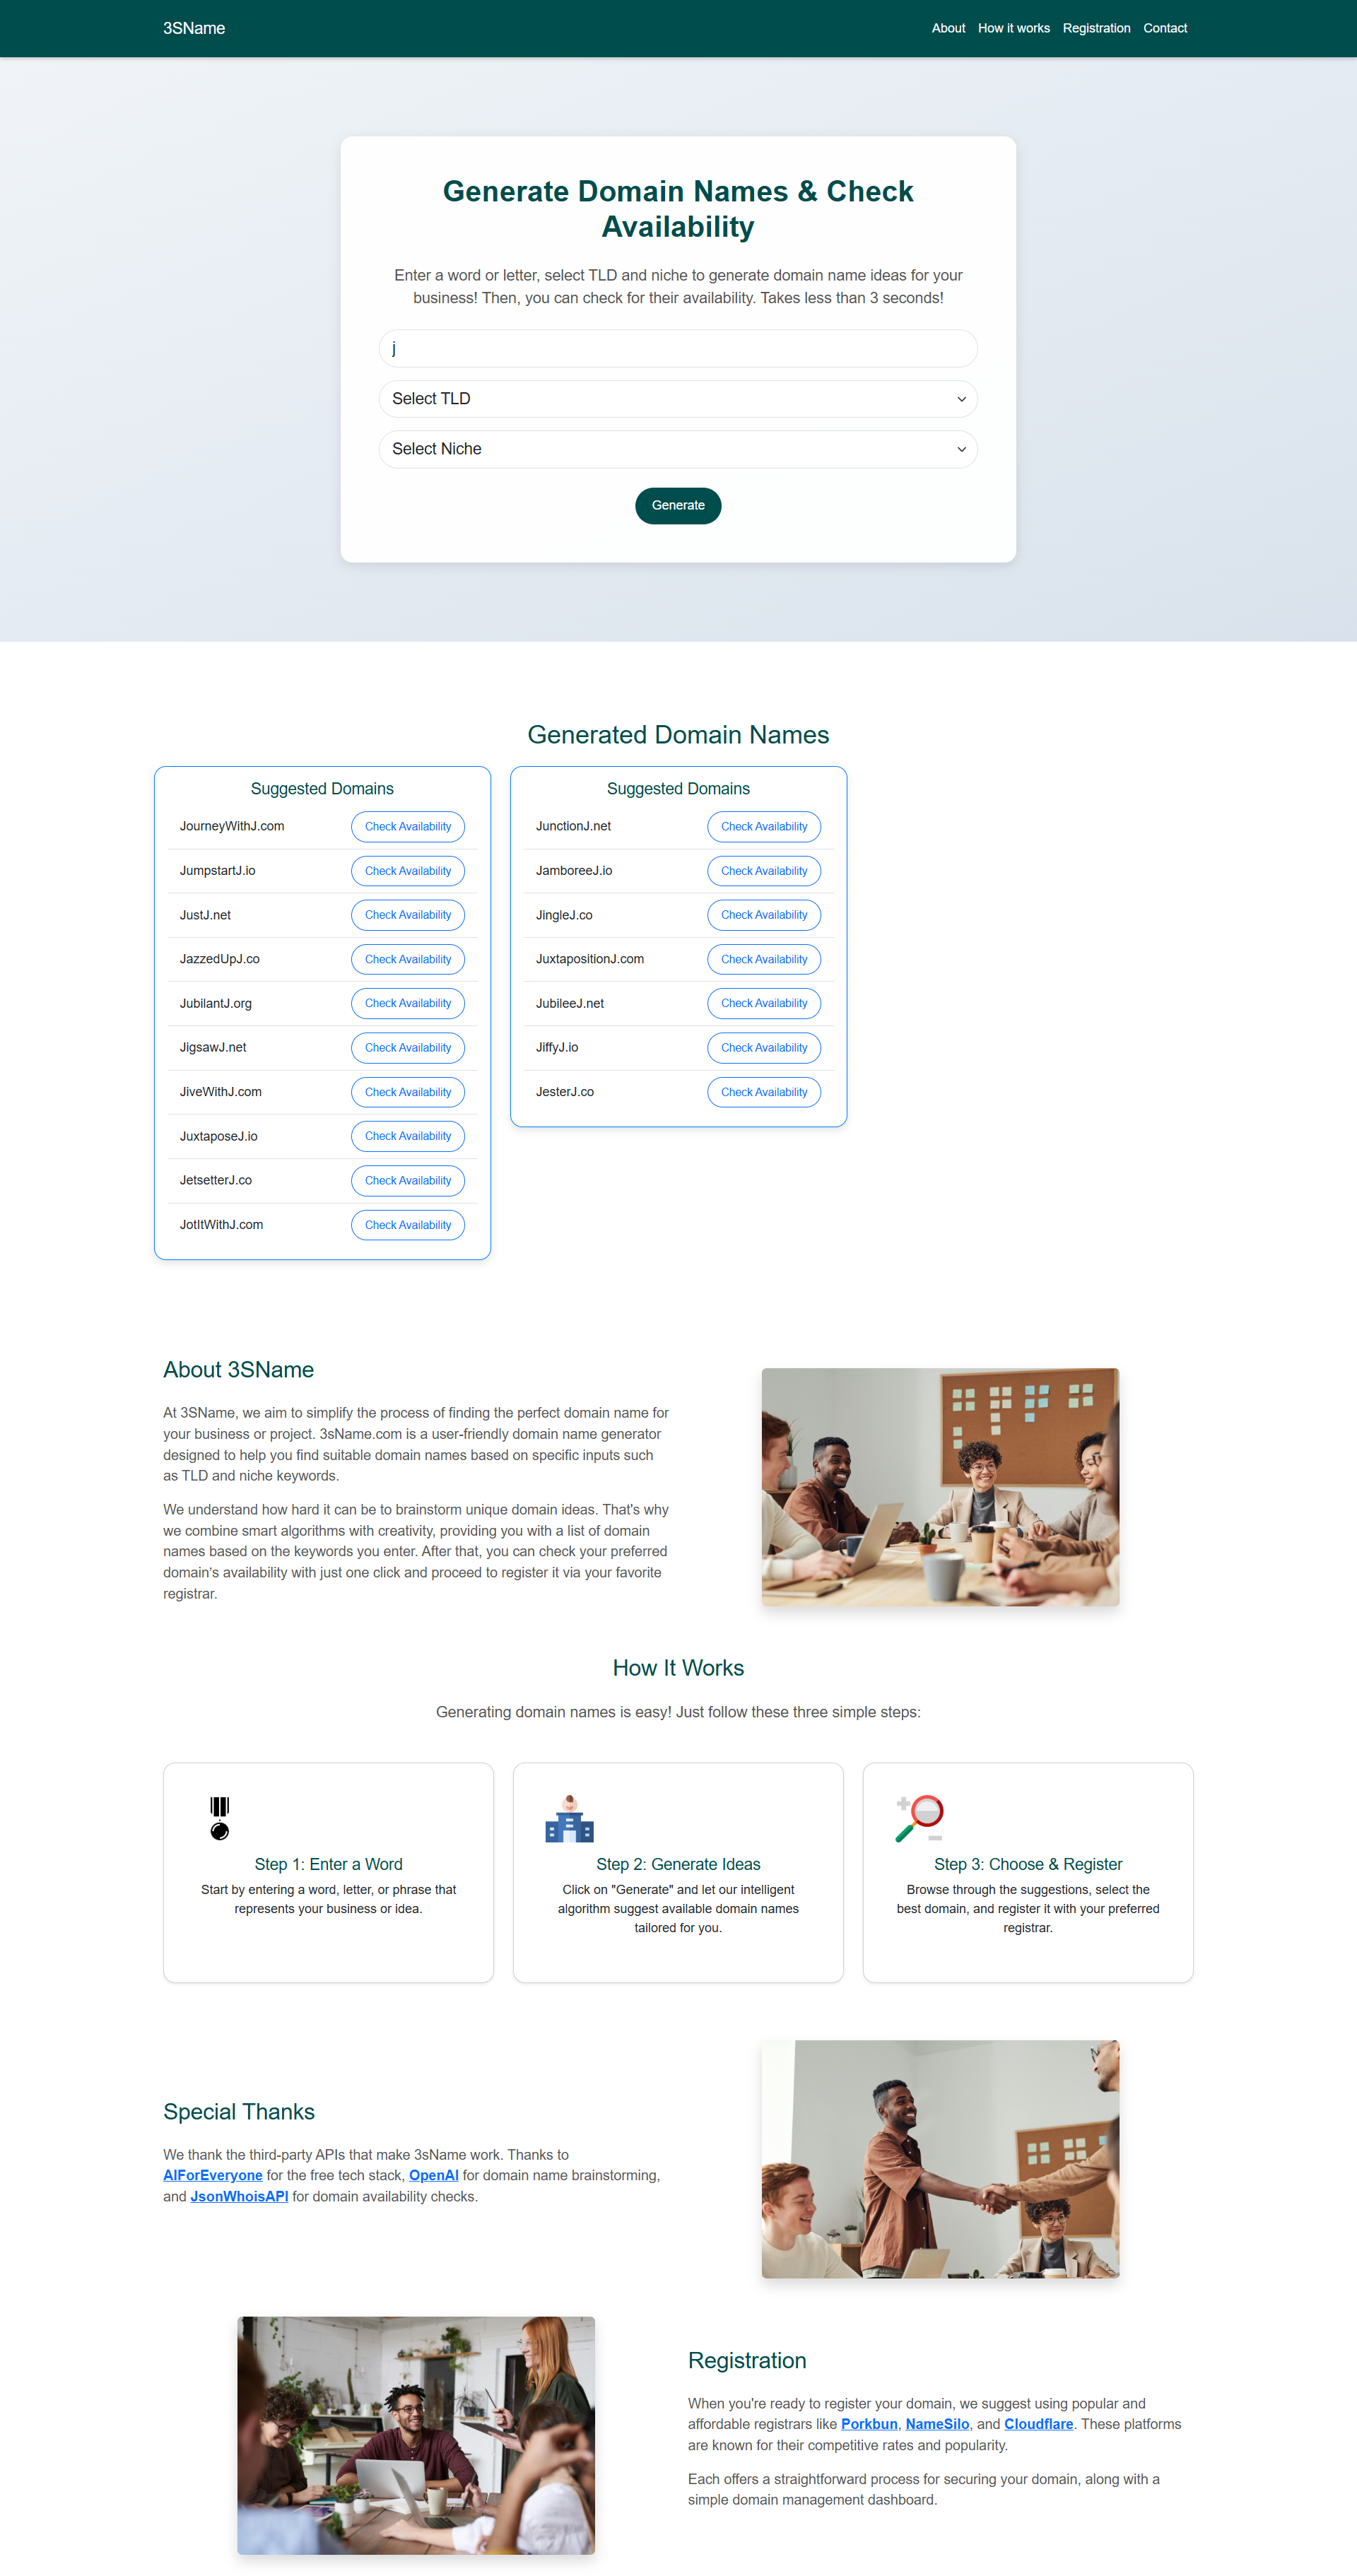 3SName
About How it works Registration Contact
Generate Domain Names & Check
Availability
Enter a word or letter, select TLD and niche to generate domain name ideas for your
business! Then, you can check for their availability. Takes less than 3 seconds!
j
Select TLD
Select Niche
Generate
Generated Domain Names
Suggested Domains
JourneyWithJ.com Check Availability
JumpstartJ.io Check Availability
JustJ.net Check Availability
JazzedUpJ.co Check Availability
JubilantJ.org Check Availability
JigsawJ.net Check Availability
JiveWithJ.com Check Availability
JuxtaposeJ.io Check Availability
JetsetterJ.co Check Availability
JotItWithJ.com Check Availability
Suggested Domains
JunctionJ.net Check Availability
JamboreeJ.io Check Availability
JingleJ.co Check Availability
JuxtapositionJ.com Check Availability
JubileeJ.net Check Availability
JiffyJ.io Check Availability
JesterJ.co Check Availability
About 3SName
At 3SName, we aim to simplify the process of finding the perfect domain name for
your business or project. 3sName.com is a user-friendly domain name generator
designed to help you find suitable domain names based on specific inputs such
as TLD and niche keywords.
We understand how hard it can be to brainstorm unique domain ideas. That's why
we combine smart algorithms with creativity, providing you with a list of domain
names based on the keywords you enter. After that, you can check your preferred
domain's availability with just one click and proceed to register it via your favorite
registrar.
How It Works
Generating domain names is easy! Just follow these three simple steps:
Step 1: Enter a Word
Start by entering a word, letter, or phrase that
represents your business or idea.
Step 2: Generate Ideas
Click on "Generate" and let our intelligent
algorithm suggest available domain names
tailored for you.
Step 3: Choose & Register
Browse through the suggestions, select the
best domain, and register it with your preferred
registrar.
Special Thanks
We thank the third-party APIs that make 3sName work. Thanks to
AIForEveryone for the free tech stack, OpenAI for domain name brainstorming,
and JsonWhoisAPI for domain availability checks.
Registration
When you're ready to register your domain, we suggest using popular and
affordable registrars like Porkbun, NameSilo, and Cloudflare. These platforms
are known for their competitive rates and popularity.
Each offers a straightforward process for securing your domain, along with a
simple domain management dashboard.